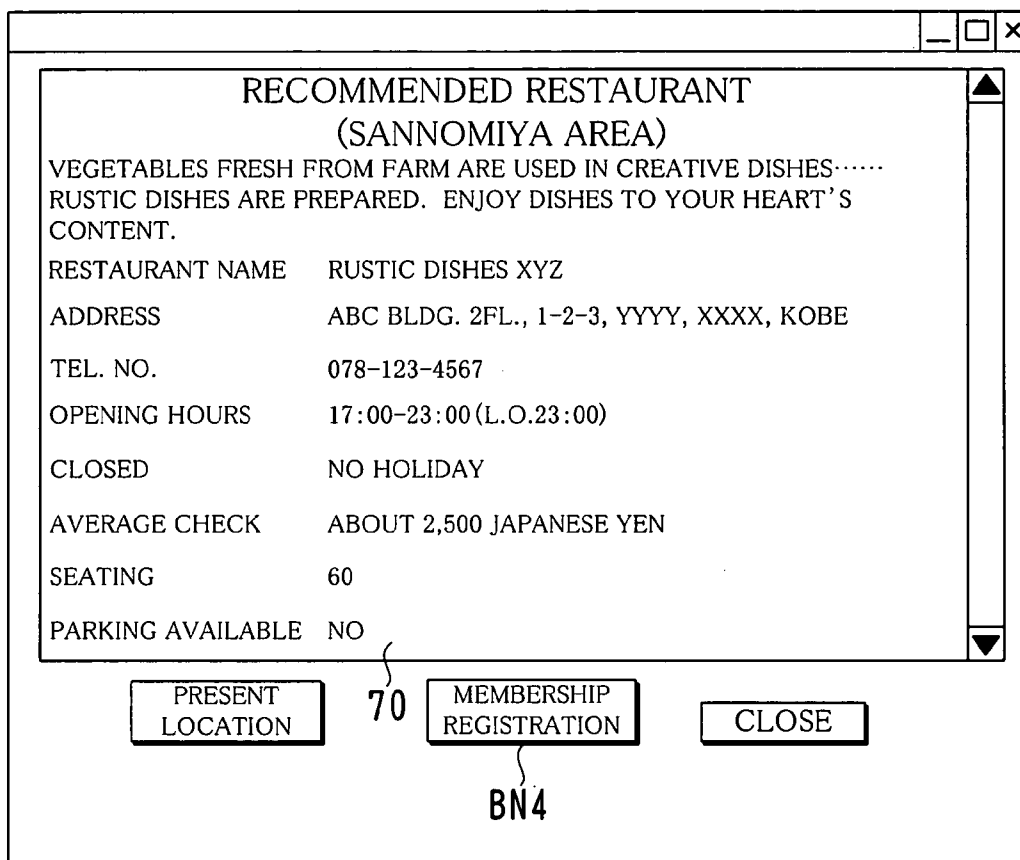 RECOMMENDED RESTAURANT
(SANNOMIYA AREA)
VEGETABLES FRESH FROM FARM ARE USED IN CREATIVE DISHES······
RUSTIC DISHES ARE PREPARED. ENJOY DISHES TO YOUR HEART'S
CONTENT.
RESTAURANT NAME RUSTIC DISHES XYZ
ADDRESS ABC BLDG. 2FL., 1-2-3, YYYY, XXXX, KOBE
TEL. NO. 078-123-4567
OPENING HOURS 17:00-23:00(L.O.23:00)
CLOSED NO HOLIDAY
AVERAGE CHECK ABOUT 2,500 JAPANESE YEN
SEATING 60
PARKING AVAILABLE NO
PRESENT
LOCATION
70
MEMBERSHIP
REGISTRATION
CLOSE
BN4